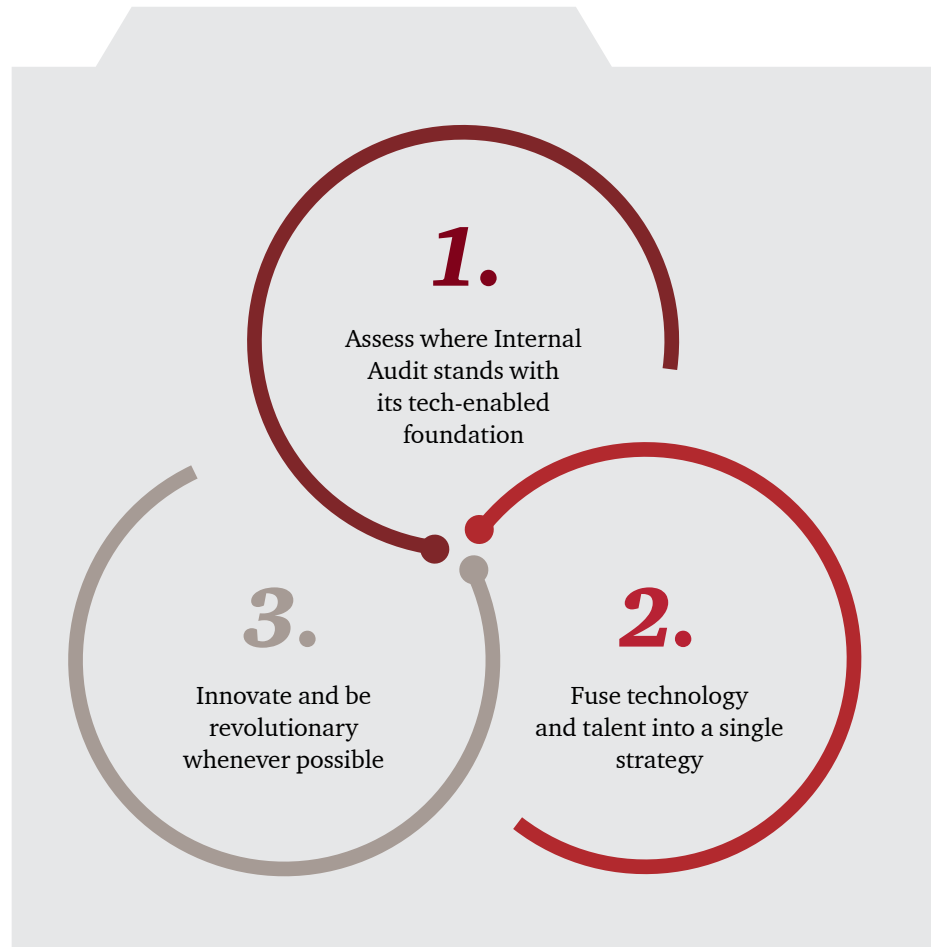 1.
Assess where Internal
Audit stands with
its tech-enabled
foundation
2.
Fuse technology
and talent into a single
strategy
3.
Innovate and be
revolutionary
whenever possible